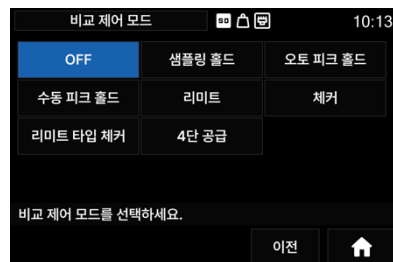 비교 제어 모드 SD 10:13
OFF 샘플링 홀드 오토 피크 홀드
수동 피크 홀드 리미트 체커
리미트 타입 체커 4단 공급
비교 제어 모드를 선택하세요.
이전